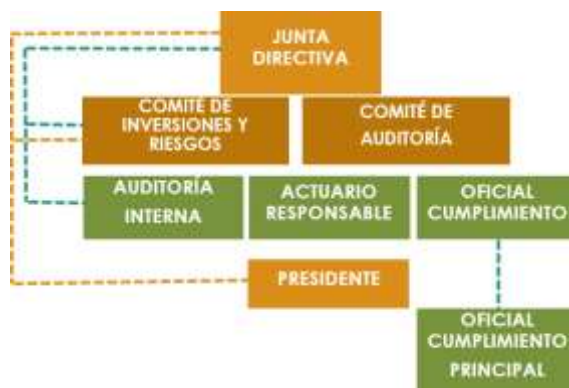 JUNTA
DIRECTIVA
COMITÉ DE
INVERSIONES Y
RIESGOS
COMITÉ DE
AUDITORÍA
AUDITORÍA
INTERNA
ACTUARIO
RESPONSABLE
OFICIAL
CUMPLIMIENTO
PRESIDENTE
OFICIAL
CUMPLIMIENTO
PRINCIPAL